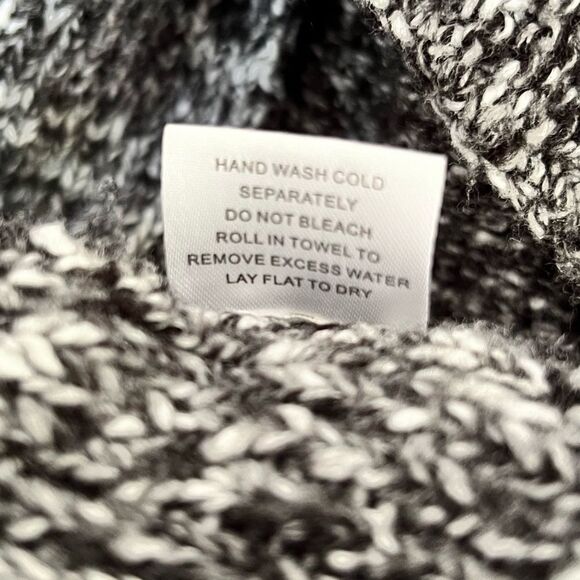 HAND WASH COLD
SEPARATELY
DO NOT BLEACH
ROLL IN TOWEL TO
REMOVE EXCESS WATER
LAY FLAT TO DRY